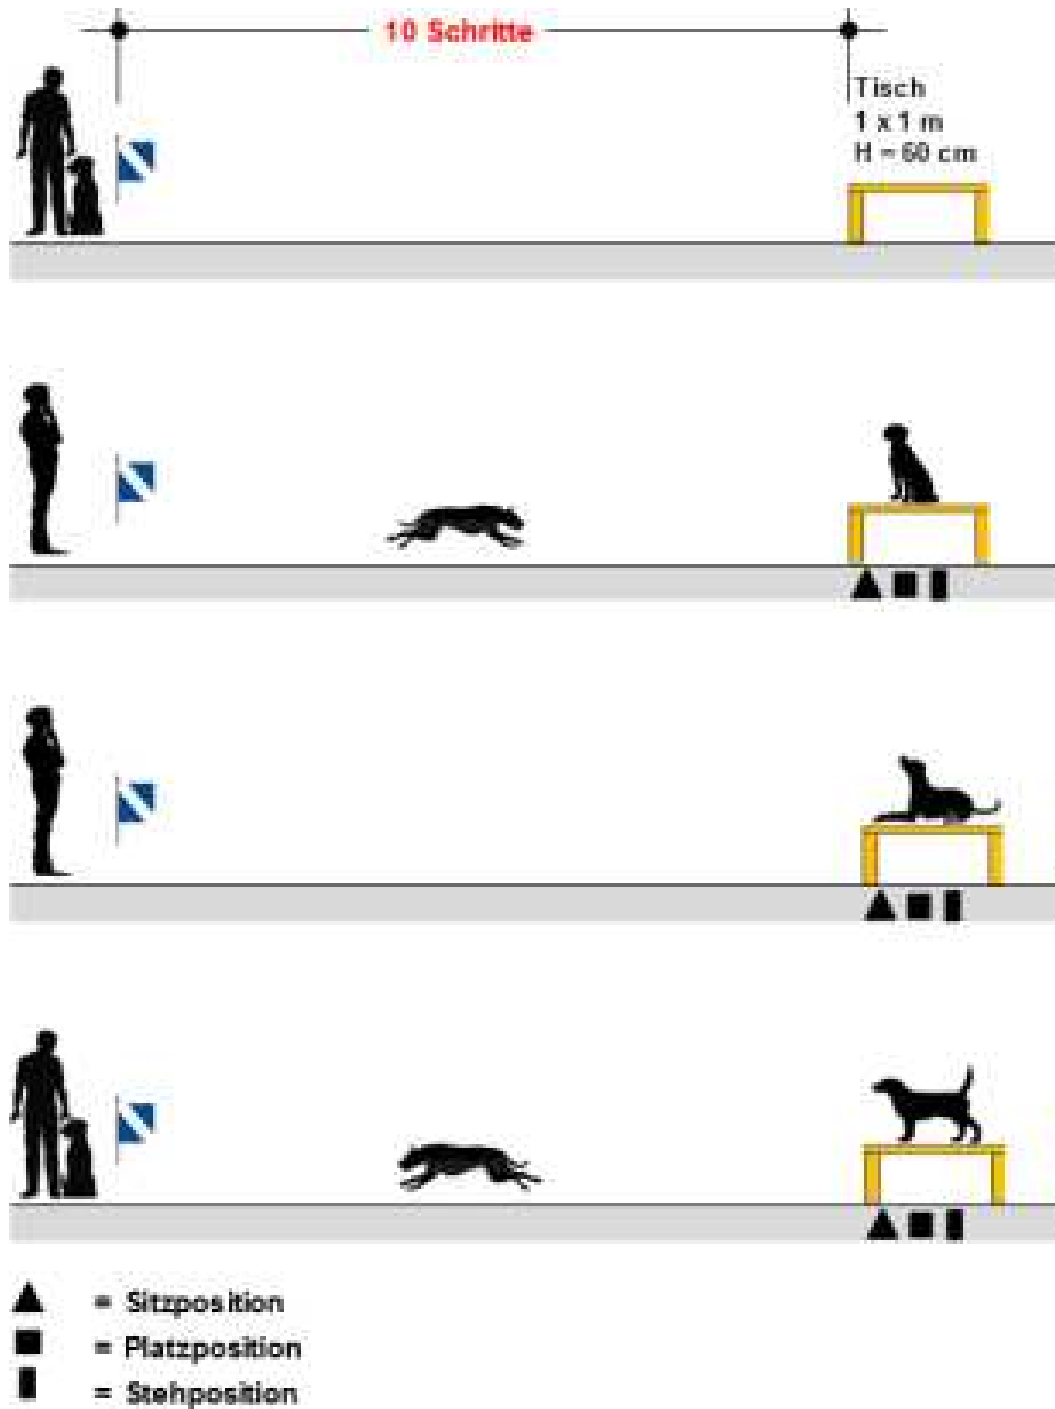 10 Schritte
Tisch
1 x 1 m
H = 60 cm
= Sitzposition
= Platzposition
= Stehposition